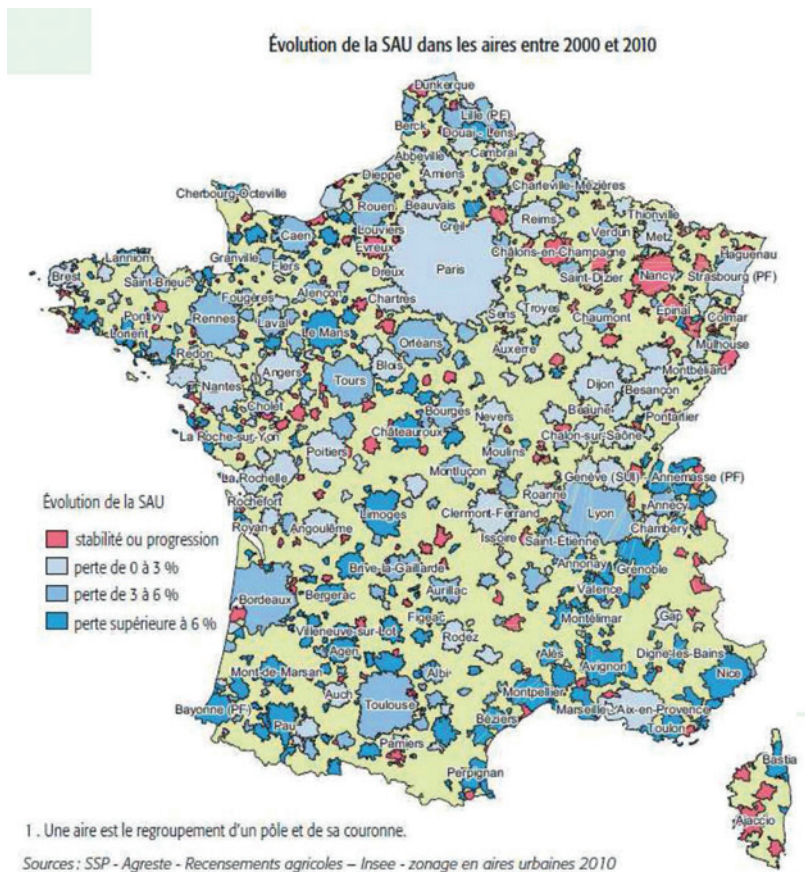 Évolution de la SAU dans les aires entre 2000 et 2010
Dunkerque
Lille (PF)
Berck
Douai - Lens
Abbeville
Cambrai
Dieppe
Amiens
Charleville-Mézières
Cherbourg-Octeville
Rouen
Beauvais
Thionville
Louviers
Creil
Reims
Verdun
Metz
Caen
Evreux
Châlons-en-Champagne
Haguenau
Lannion
Granville
Flers
Dreux
Paris
Saint-Dizier
Nancy
Strasbourg (PF)
Brest
Saint-Brieuc
Alençon
Chartres
Fougères
Sens
Troyes
Chaumont
Epinal
Colmar
Pontivy
Rennes
Laval
Le Mans
Orléans
Lorient
Auxerre
Mulhouse
Redon
Blois
Montbéliard
Angers
Tours
Dijon
Besançon
Nantes
Cholet
Bourges
Nevers
Beaune
Pontarlier
La Roche-sur-Yon
Châteauroux
Chalon-sur-Saône
Poitiers
Moulins
La Rochelle
Montluçon
Genève (SUI)
Annemasse (PF)
Évolution de la SAU
Rochefort
Roanne
Annecy
Limoges
Clermont-Ferrand
Lyon
stabilité ou progression
Royan
Angoulême
Issoire
Chambéry
Saint-Étienne
perte de 0 à 3 %
Brive-la-Gaillarde
Annonay
Grenoble
perte de 3 à 6 %
Bordeaux
Bergerac
Aurillac
Valence
perte supérieure à 6 %
Figeac
Montélimar
Gap
Villeneuve-sur-Lot
Rodez
Agen
Alès
Digne-les-Bains
Mont-de-Marsan
Albi
Avignon
Nice
Auch
Montpellier
Bayonne (PF)
Toulouse
Marseille - Aix-en-Provence
Pau
Béziers
Toulon
Pamiers
Bastia
Perpignan
Ajaccio
1 . Une aire est le regroupement d'un pôle et de sa couronne.
Sources : SSP - Agreste - Recensements agricoles – Insee - zonage en aires urbaines 2010